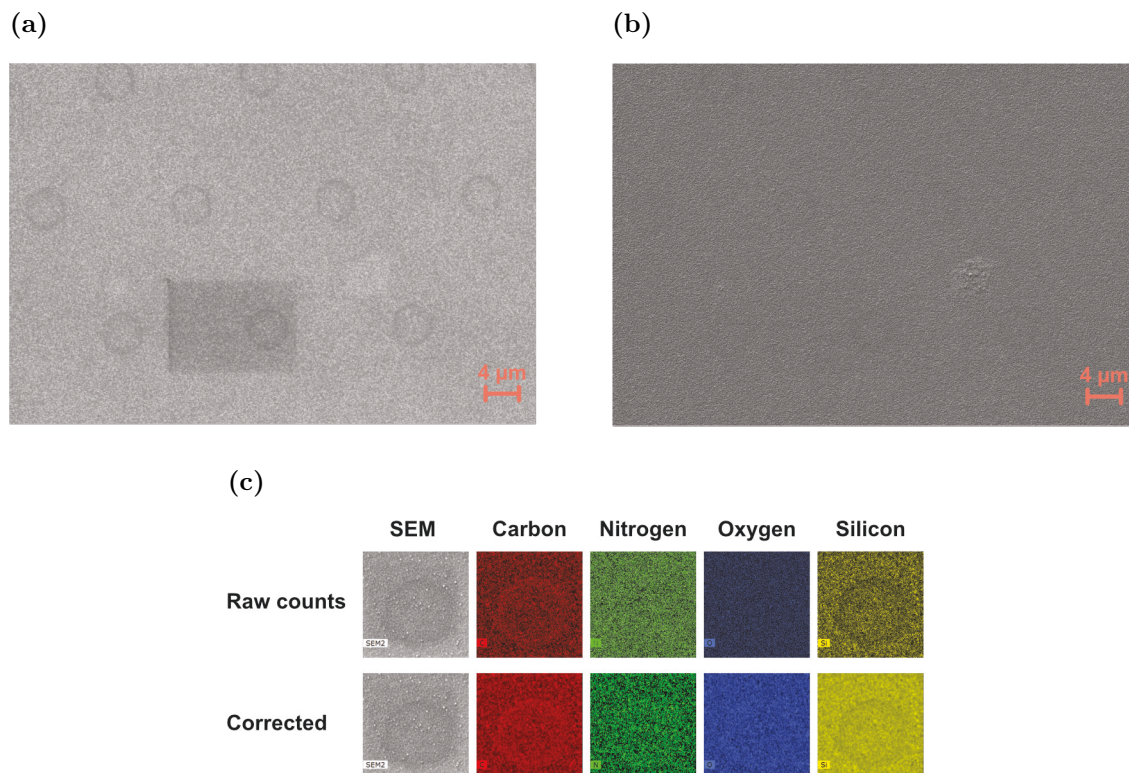 (a)
(b)
4 µm
4 µm
(c)
SEM Carbon Nitrogen Oxygen Silicon
Raw counts
SEM2 C N O Si
Corrected
SEM2 C N O Si